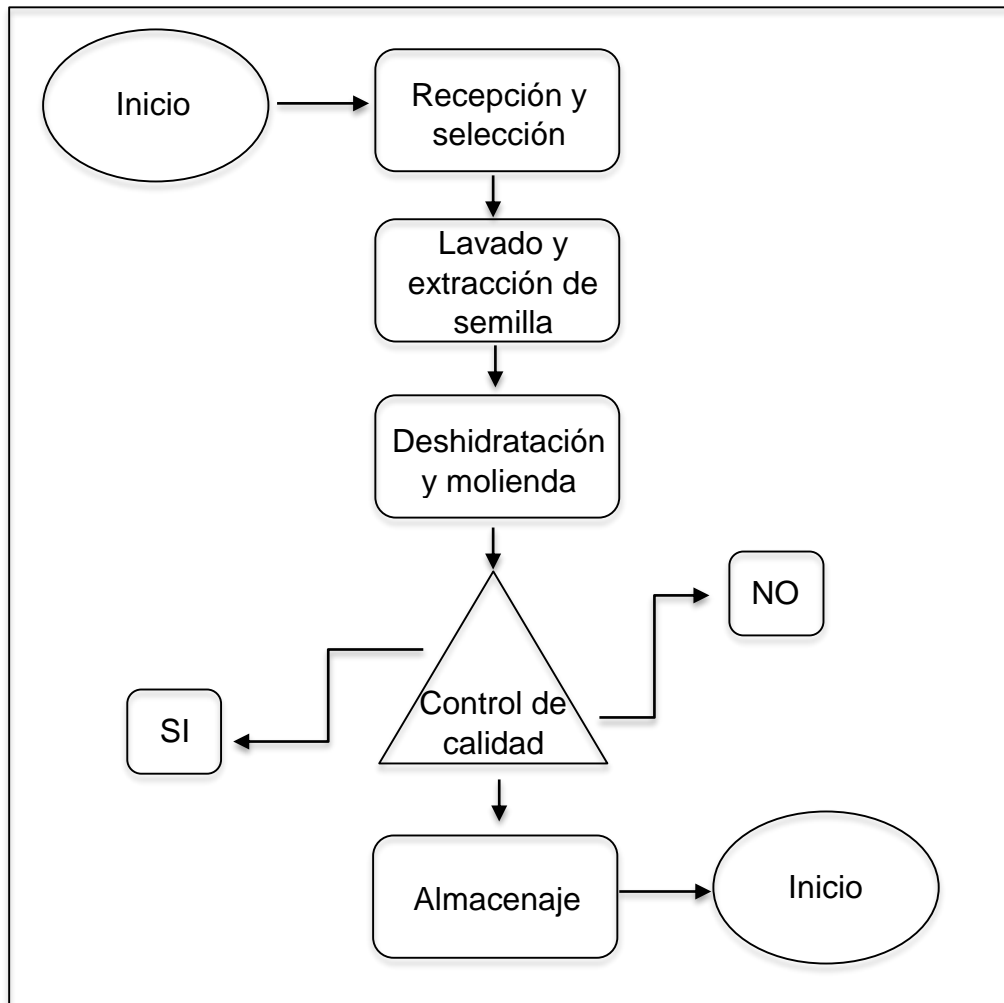 Inicio
Recepción y
selección
Lavado y
extracción de
semilla
Deshidratación
y molienda
NO
SI
Control de
calidad
Almacenaje
Inicio